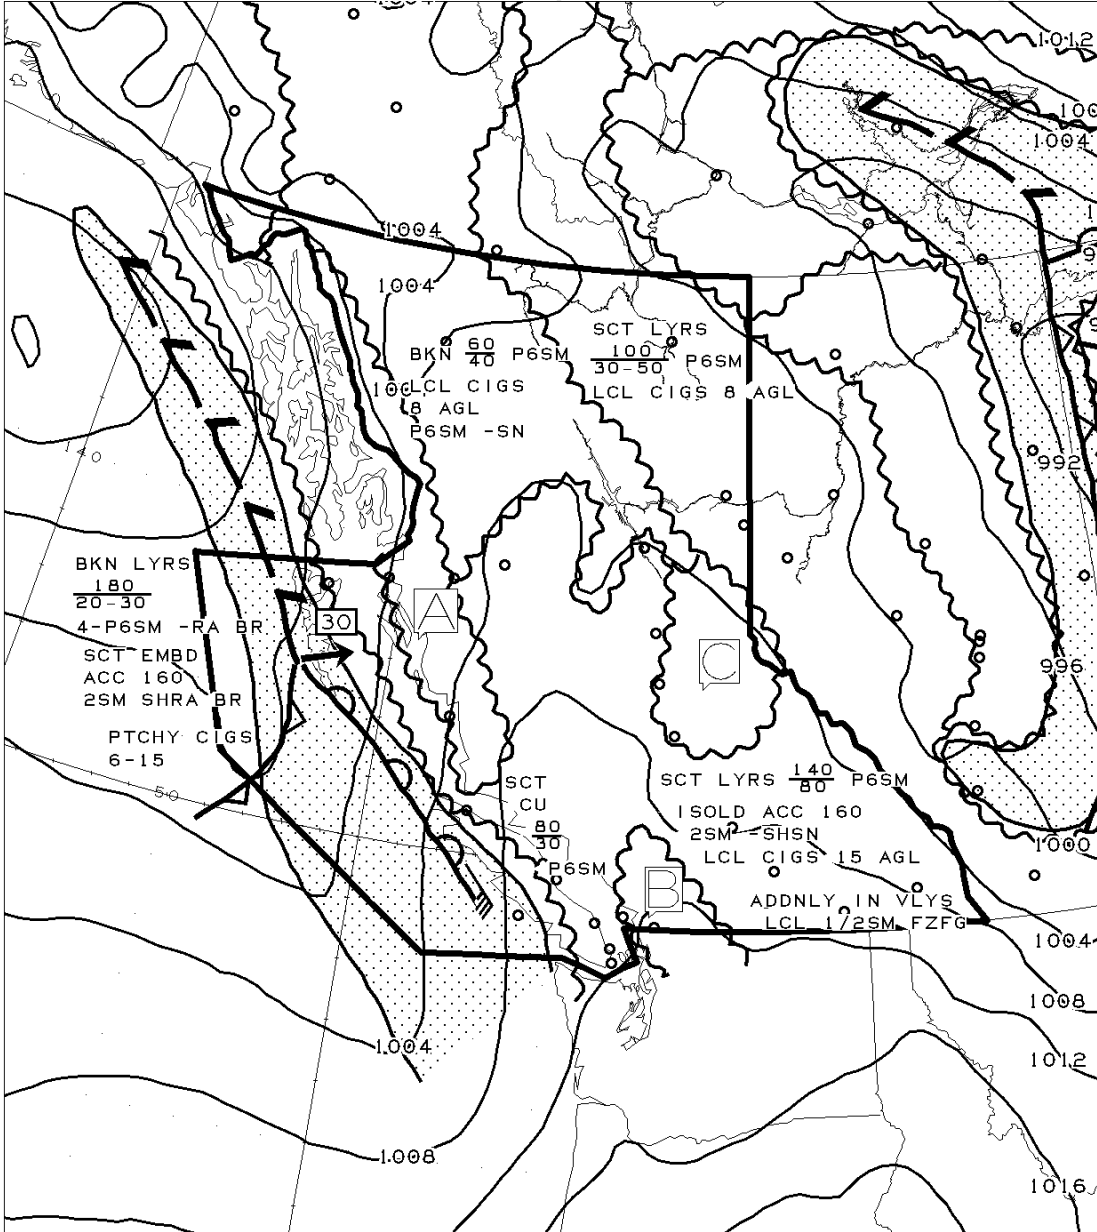 1004
1012
1004
1004
1004
SCT LYRS
100
30-50 P6SM
LCL CIGS 8 AGL
BKN 60
40 P6SM
LCL CIGS
8 AGL
P6SM -SN
140
992
BKN LYRS
180
20-30
4-P6SM -RA BR
SCT EMBD
ACC 160
2SM SHRA BR
PTCHY CIGS
6-15
30
A
C
996
50
SCT
CU
80
30
P6SM
SCT LYRS 140
80 P6SM
ISOLD ACC 160
2SM -SHSN
LCL CIGS 15 AGL
ADDNLY IN VLYS
LCL 1/2SM FZFG
B
1000
1004
1008
1004
1012
1008
1016